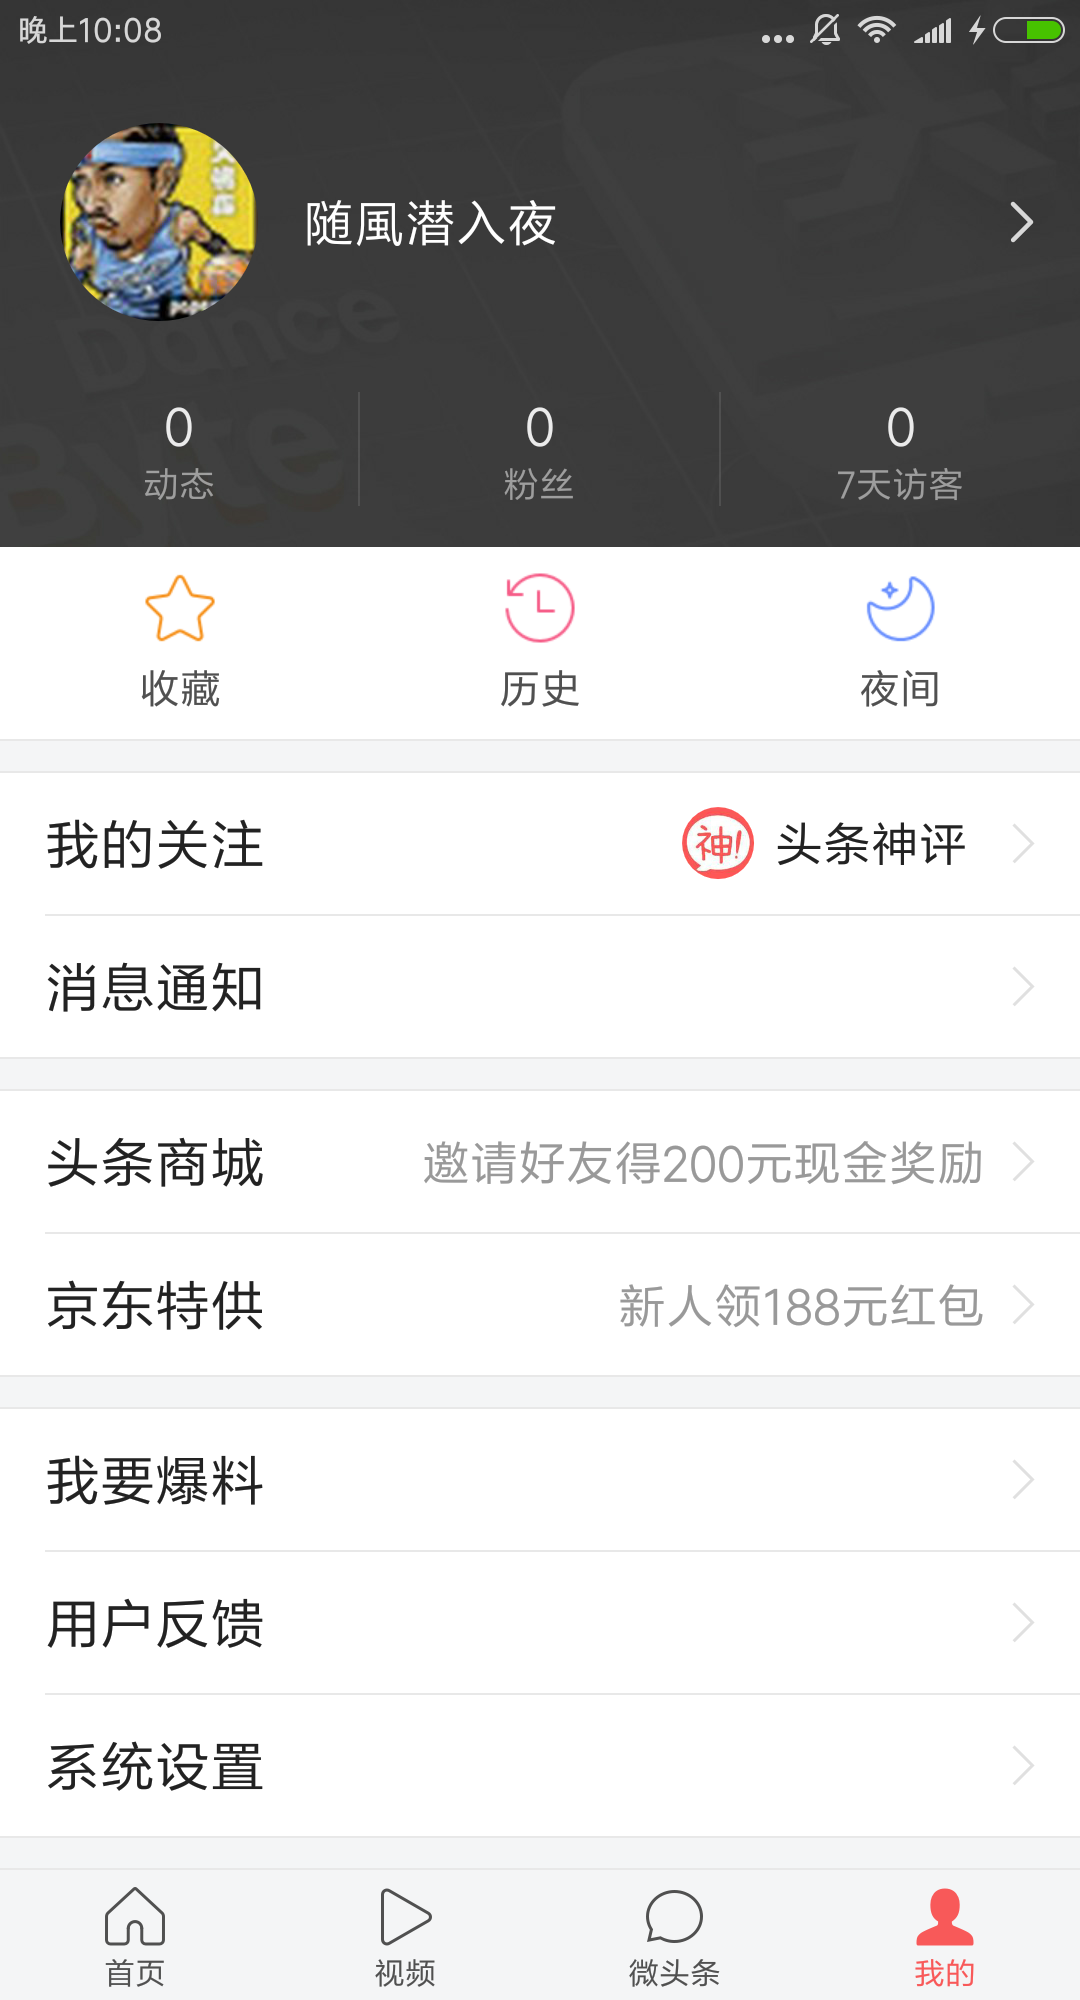 晚上10:08
随風潜入夜
Dance
Byte
0
0
0
动态
粉丝
7天访客
收藏
历史
夜间
我的关注
神!
头条神评
消息通知
头条商城
邀请好友得200元现金奖励
京东特供
新人领188元红包
我要爆料
用户反馈
系统设置
首页
视频
微头条
我的